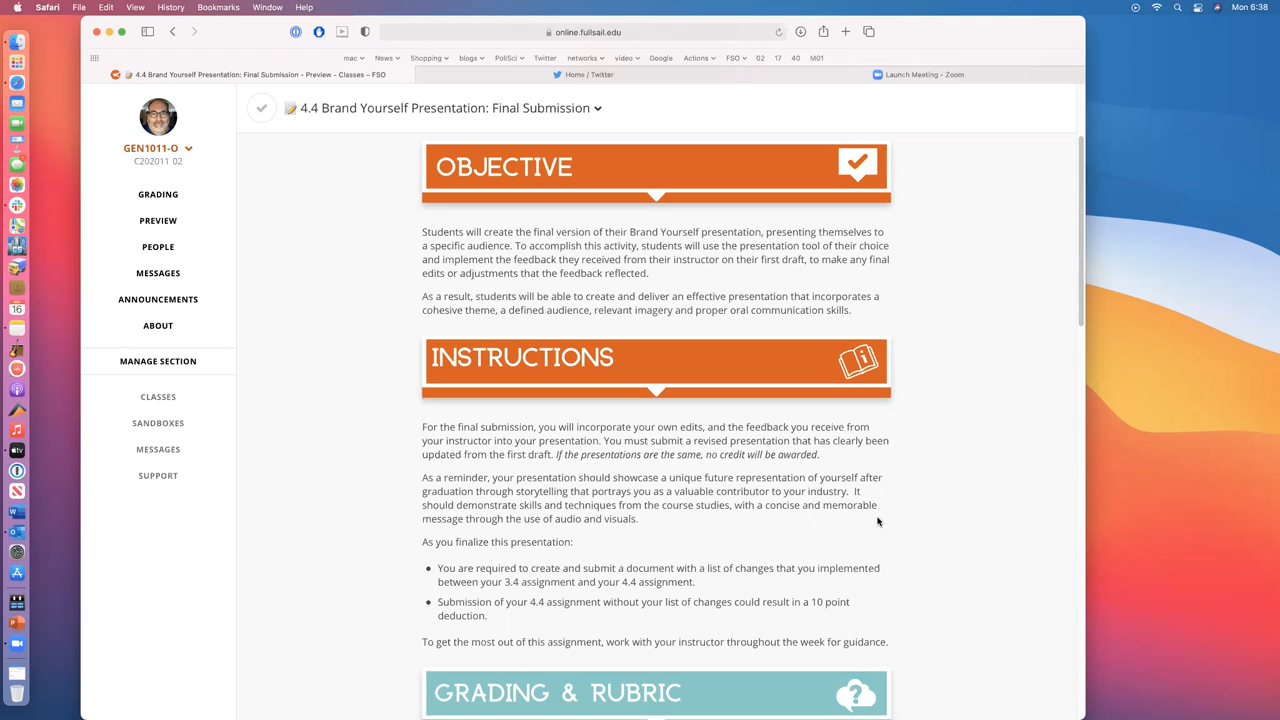 Safari File Edit View History Bookmarks Window Help Mon 6:38
online.fullsail.edu
mac News Shopping blogs PoliSci Twitter networks video Google Actions FSO 02 17 40 M01
4.4 Brand Yourself Presentation: Final Submission - Preview - Classes – FSO Home / Twitter Launch Meeting - Zoom
4.4 Brand Yourself Presentation: Final Submission
GEN1011-O
C202011 02
GRADING
PREVIEW
PEOPLE
MESSAGES
ANNOUNCEMENTS
ABOUT
MANAGE SECTION
CLASSES
SANDBOXES
MESSAGES
SUPPORT
16
OBJECTIVE
Students will create the final version of their Brand Yourself presentation, presenting themselves to
a specific audience. To accomplish this activity, students will use the presentation tool of their choice
and implement the feedback they received from their instructor on their first draft, to make any final
edits or adjustments that the feedback reflected.
As a result, students will be able to create and deliver an effective presentation that incorporates a
cohesive theme, a defined audience, relevant imagery and proper oral communication skills.
INSTRUCTIONS
For the final submission, you will incorporate your own edits, and the feedback you receive from
your instructor into your presentation. You must submit a revised presentation that has clearly been
updated from the first draft. If the presentations are the same, no credit will be awarded.
As a reminder, your presentation should showcase a unique future representation of yourself after
graduation through storytelling that portrays you as a valuable contributor to your industry. It
should demonstrate skills and techniques from the course studies, with a concise and memorable
message through the use of audio and visuals.
As you finalize this presentation:
You are required to create and submit a document with a list of changes that you implemented
between your 3.4 assignment and your 4.4 assignment.
Submission of your 4.4 assignment without your list of changes could result in a 10 point
deduction.
To get the most out of this assignment, work with your instructor throughout the week for guidance.
GRADING & RUBRIC